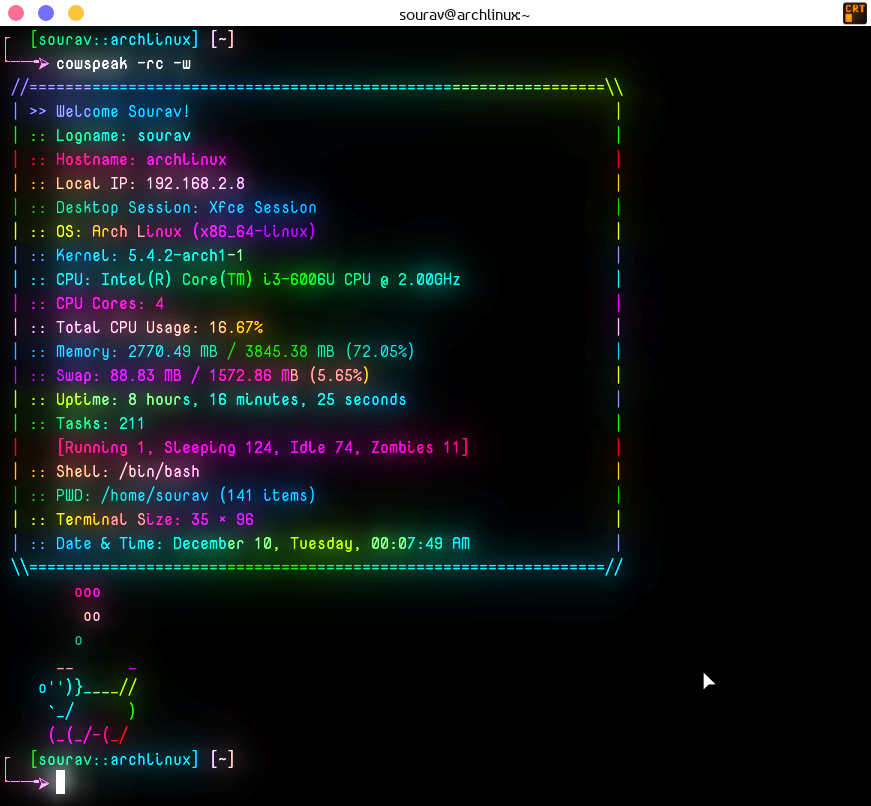 sourav@archlinux:~
CRT
┌   [sourav::archlinux] [~]
└──➤ cowspeak -rc -w
//================================================================\\
| >> Welcome Sourav! |
| :: Logname: sourav |
| :: Hostname: archlinux |
| :: Local IP: 192.168.2.8 |
| :: Desktop Session: Xfce Session |
| :: OS: Arch Linux (x86_64-linux) |
| :: Kernel: 5.4.2-arch1-1 |
| :: CPU: Intel(R) Core(TM) i3-6006U CPU @ 2.00GHz |
| :: CPU Cores: 4 |
| :: Total CPU Usage: 16.67% |
| :: Memory: 2770.49 MB / 3845.38 MB (72.05%) |
| :: Swap: 88.83 MB / 1572.86 MB (5.65%) |
| :: Uptime: 8 hours, 16 minutes, 25 seconds |
| :: Tasks: 211 |
|    [Running 1, Sleeping 124, Idle 74, Zombies 11] |
| :: Shell: /bin/bash |
| :: PWD: /home/sourav (141 items) |
| :: Terminal Size: 35 × 96 |
| :: Date & Time: December 10, Tuesday, 00:07:49 AM |
\\================================================================//
       ooo
        oo
       o
     __      _
   o'')}____//
    `_/      )
    (_(_/-(_/
┌   [sourav::archlinux] [~]
└──➤